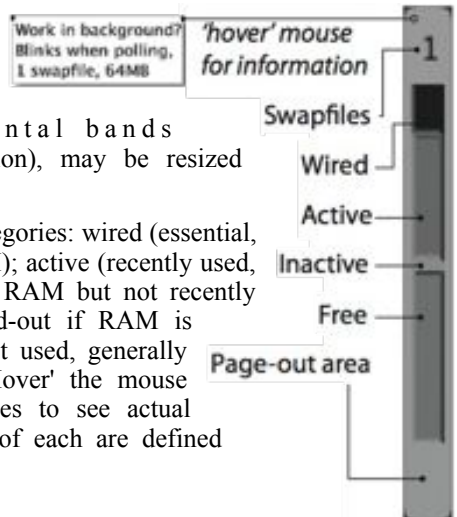 Work in background?
Blinks when polling,
1 swapfile, 64MB
'hover' mouse
for information
1
Swapfiles
Wired
Active
Inactive
Free
Page-out area
ntal bands
on), may be resized
egories: wired (essential,
); active (recently used,
RAM but not recently
d-out if RAM is
t used, generally
over' the mouse
es to see actual
of each are defined